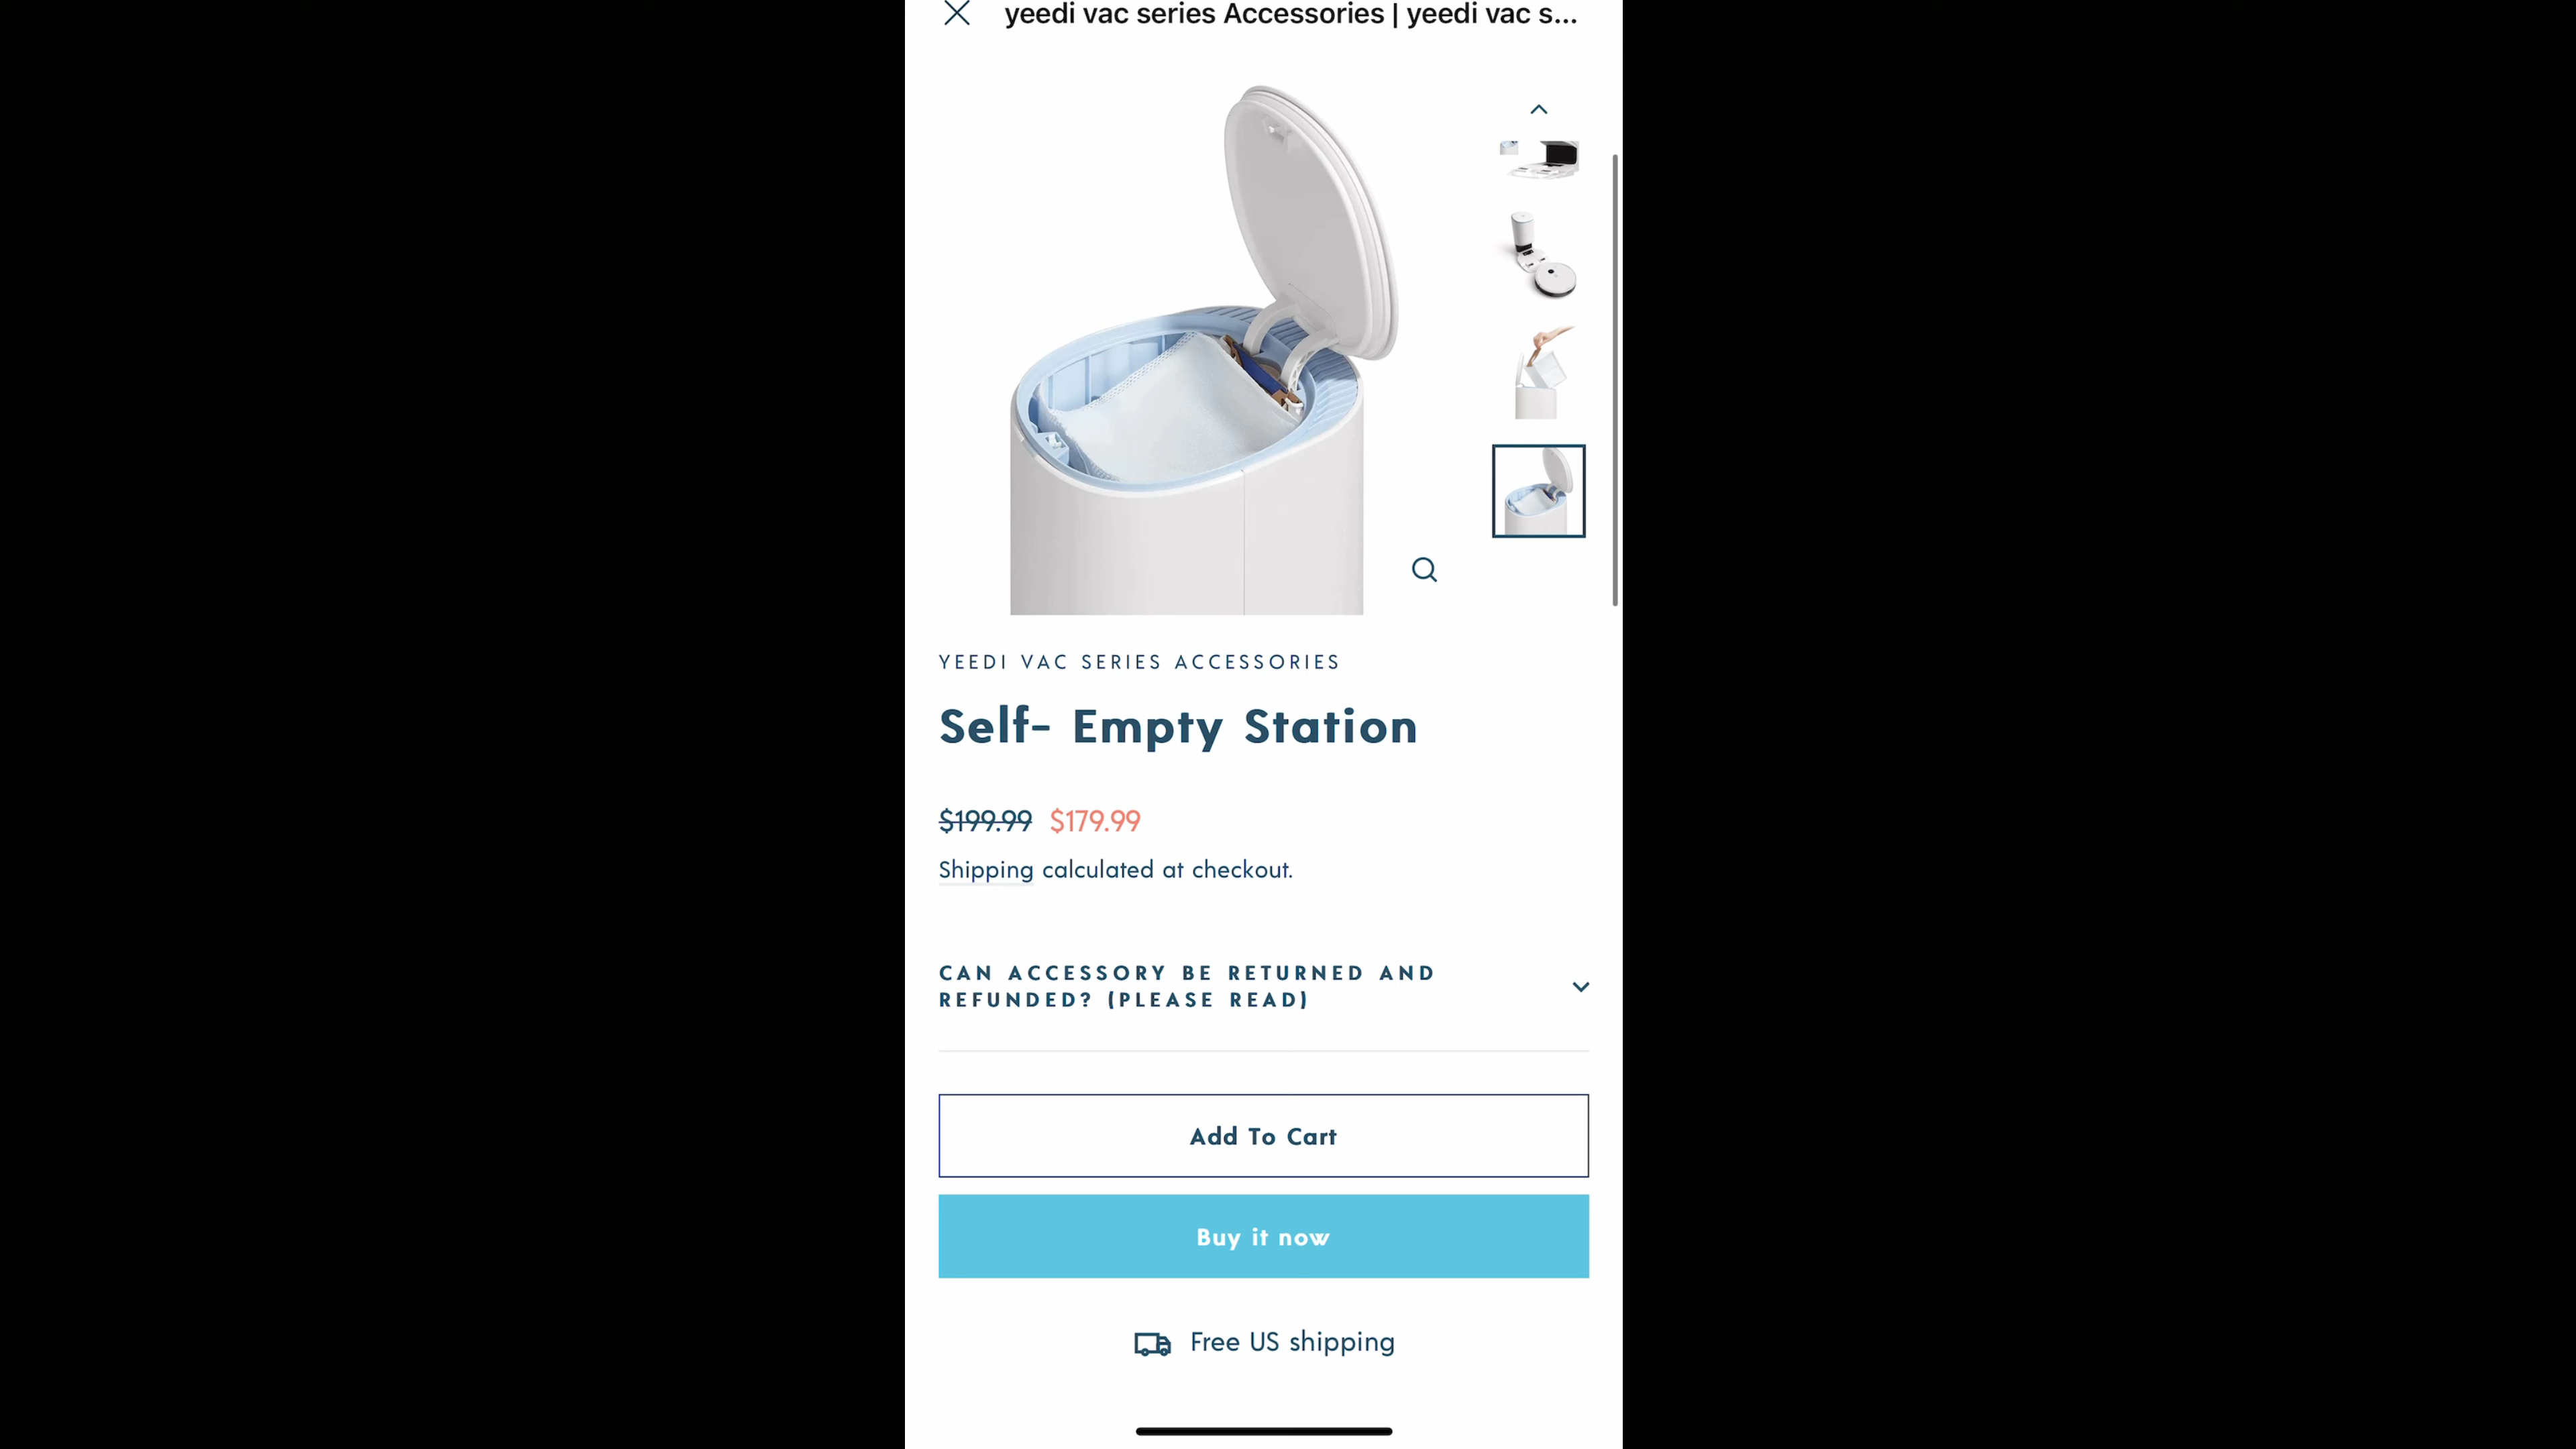 yeedi vac series Accessories | yeedi vac s...
YEEDI VAC SERIES ACCESSORIES
Self- Empty Station
$199.99 $179.99
Shipping calculated at checkout.
CAN ACCESSORY BE RETURNED AND
REFUNDED? (PLEASE READ)
Add To Cart
Buy it now
Free US shipping